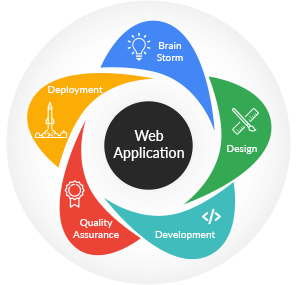 Brain
Storm
Deployment
Web
Application
Design
Quality
Assurance
Development
</>